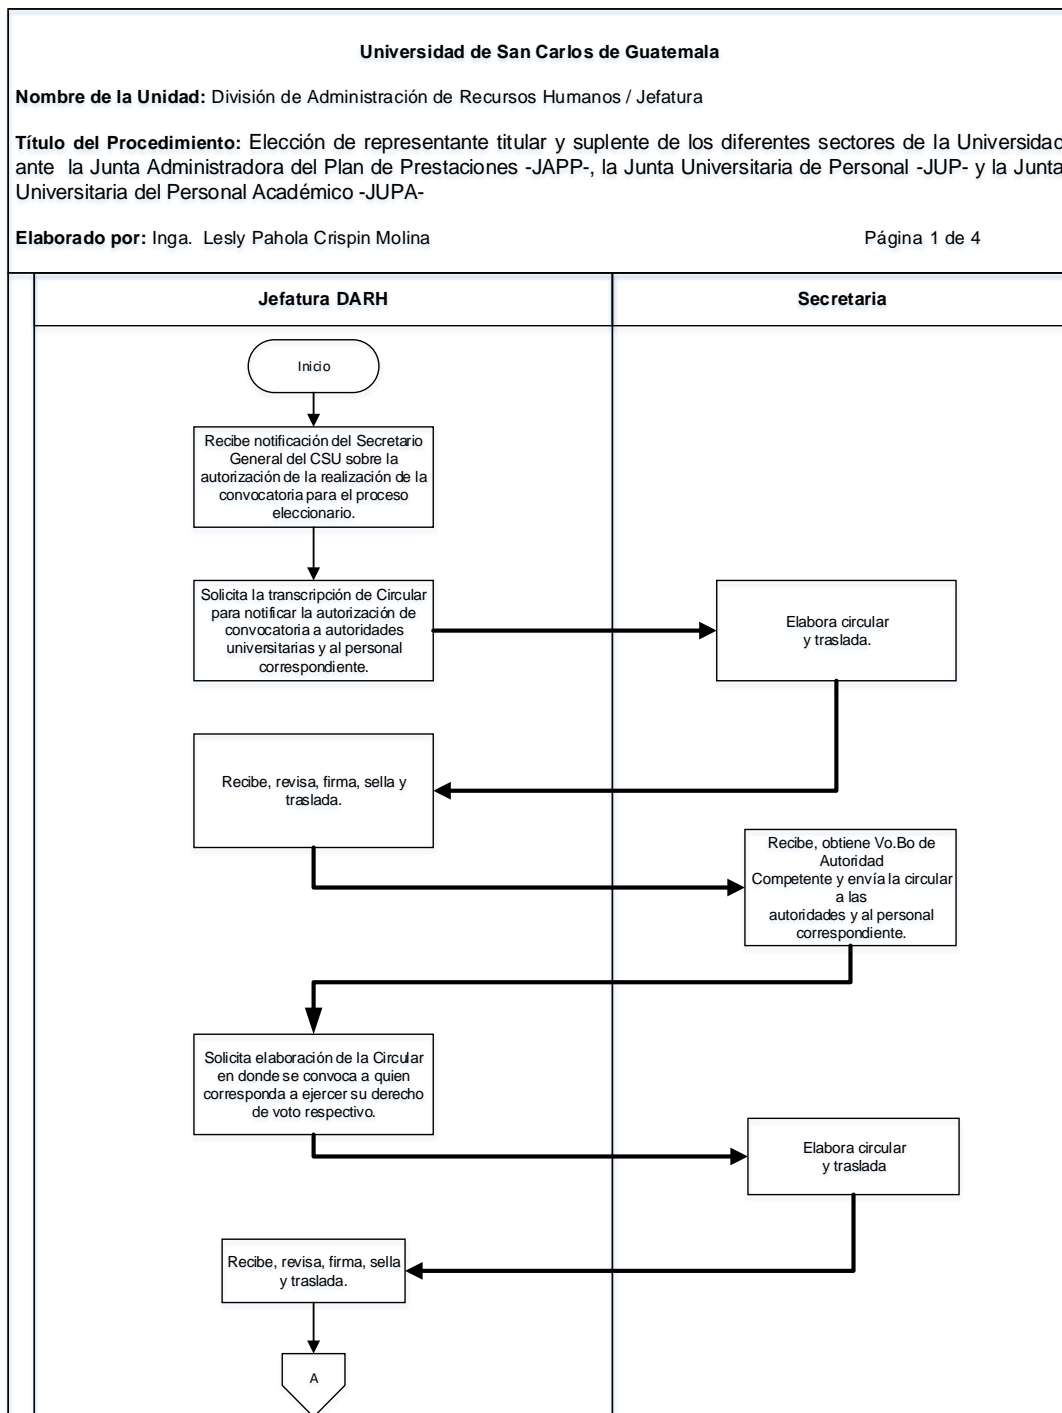 Universidad de San Carlos de Guatemala
Nombre de la Unidad: División de Administración de Recursos Humanos / Jefatura
Título del Procedimiento: Elección de representante titular y suplente de los diferentes sectores de la Universidad
ante la Junta Administradora del Plan de Prestaciones -JAPP-, la Junta Universitaria de Personal -JUP- y la Junta
Universitaria del Personal Académico -JUPA-
Elaborado por: Inga. Lesly Pahola Crispin Molina Página 1 de 4
Jefatura DARH Secretaria
Inicio
Recibe notificación del Secretario
General del CSU sobre la
autorización de la realización de la
convocatoria para el proceso
eleccionario.
Solicita la transcripción de Circular
para notificar la autorización de
convocatoria a autoridades
universitarias y al personal
correspondiente.
Elabora circular
y traslada.
Recibe, revisa, firma, sella y
traslada.
Recibe, obtiene Vo.Bo de
Autoridad
Competente y envía la circular
a las
autoridades y al personal
correspondiente.
Solicita elaboración de la Circular
en donde se convoca a quien
corresponda a ejercer su derecho
de voto respectivo.
Elabora circular
y traslada
Recibe, revisa, firma, sella
y traslada.
A